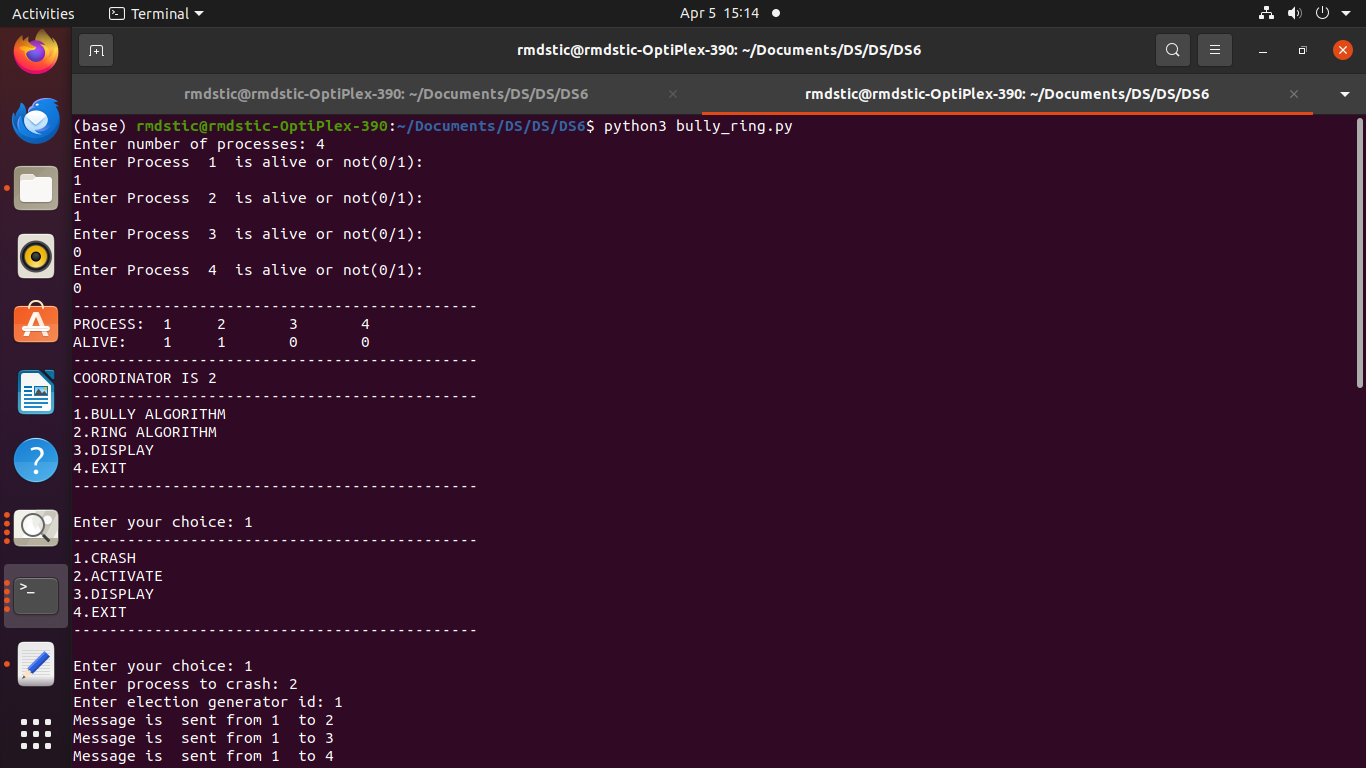 Activities Terminal Apr 5 15:14
rmdstic@rmdstic-OptiPlex-390: ~/Documents/DS/DS/DS6
rmdstic@rmdstic-OptiPlex-390: ~/Documents/DS/DS/DS6 rmdstic@rmdstic-OptiPlex-390: ~/Documents/DS/DS/DS6
(base) rmdstic@rmdstic-OptiPlex-390:~/Documents/DS/DS/DS6$ python3 bully_ring.py
Enter number of processes: 4
Enter Process  1  is alive or not(0/1):
1
Enter Process  2  is alive or not(0/1):
1
Enter Process  3  is alive or not(0/1):
0
Enter Process  4  is alive or not(0/1):
0
---------------------------------------------
PROCESS:  1     2       3       4
ALIVE:    1     1       0       0
---------------------------------------------
COORDINATOR IS 2
---------------------------------------------
1.BULLY ALGORITHM
2.RING ALGORITHM
3.DISPLAY
4.EXIT
---------------------------------------------
Enter your choice: 1
---------------------------------------------
1.CRASH
2.ACTIVATE
3.DISPLAY
4.EXIT
---------------------------------------------
Enter your choice: 1
Enter process to crash: 2
Enter election generator id: 1
Message is  sent from 1  to 2
Message is  sent from 1  to 3
Message is  sent from 1  to 4